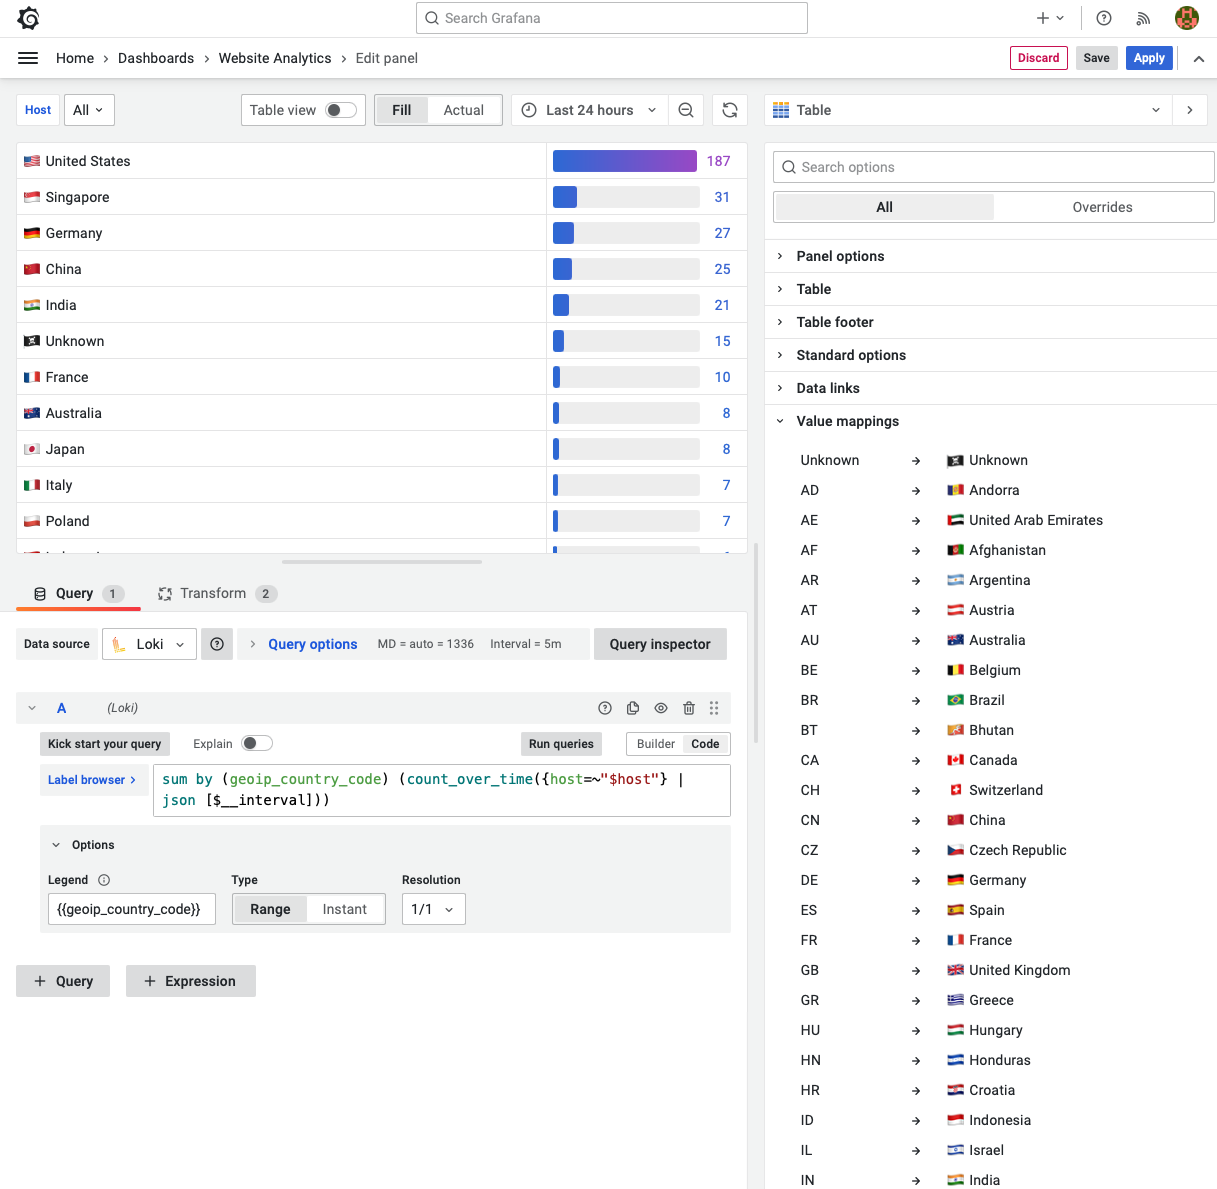 Search Grafana
Home › Dashboards › Website Analytics › Edit panel
Discard Save Apply
Host All Table view Fill Actual Last 24 hours
United States 187
Singapore 31
Germany 27
China 25
India 21
Unknown 15
France 10
Australia 8
Japan 8
Italy 7
Poland 7
Query 1 Transform 2
Data source Loki Query options MD = auto = 1336 Interval = 5m Query inspector
A (Loki)
Kick start your query Explain Run queries Builder Code
Label browser ›
sum by (geoip_country_code) (count_over_time({host=~"$host"} |
json [$__interval]))
Options
Legend Type Resolution
{{geoip_country_code}} Range Instant 1/1
+ Query + Expression
Table
Search options
All Overrides
Panel options
Table
Table footer
Standard options
Data links
Value mappings
Unknown → Unknown
AD → Andorra
AE → United Arab Emirates
AF → Afghanistan
AR → Argentina
AT → Austria
AU → Australia
BE → Belgium
BR → Brazil
BT → Bhutan
CA → Canada
CH → Switzerland
CN → China
CZ → Czech Republic
DE → Germany
ES → Spain
FR → France
GB → United Kingdom
GR → Greece
HU → Hungary
HN → Honduras
HR → Croatia
ID → Indonesia
IL → Israel
IN → India